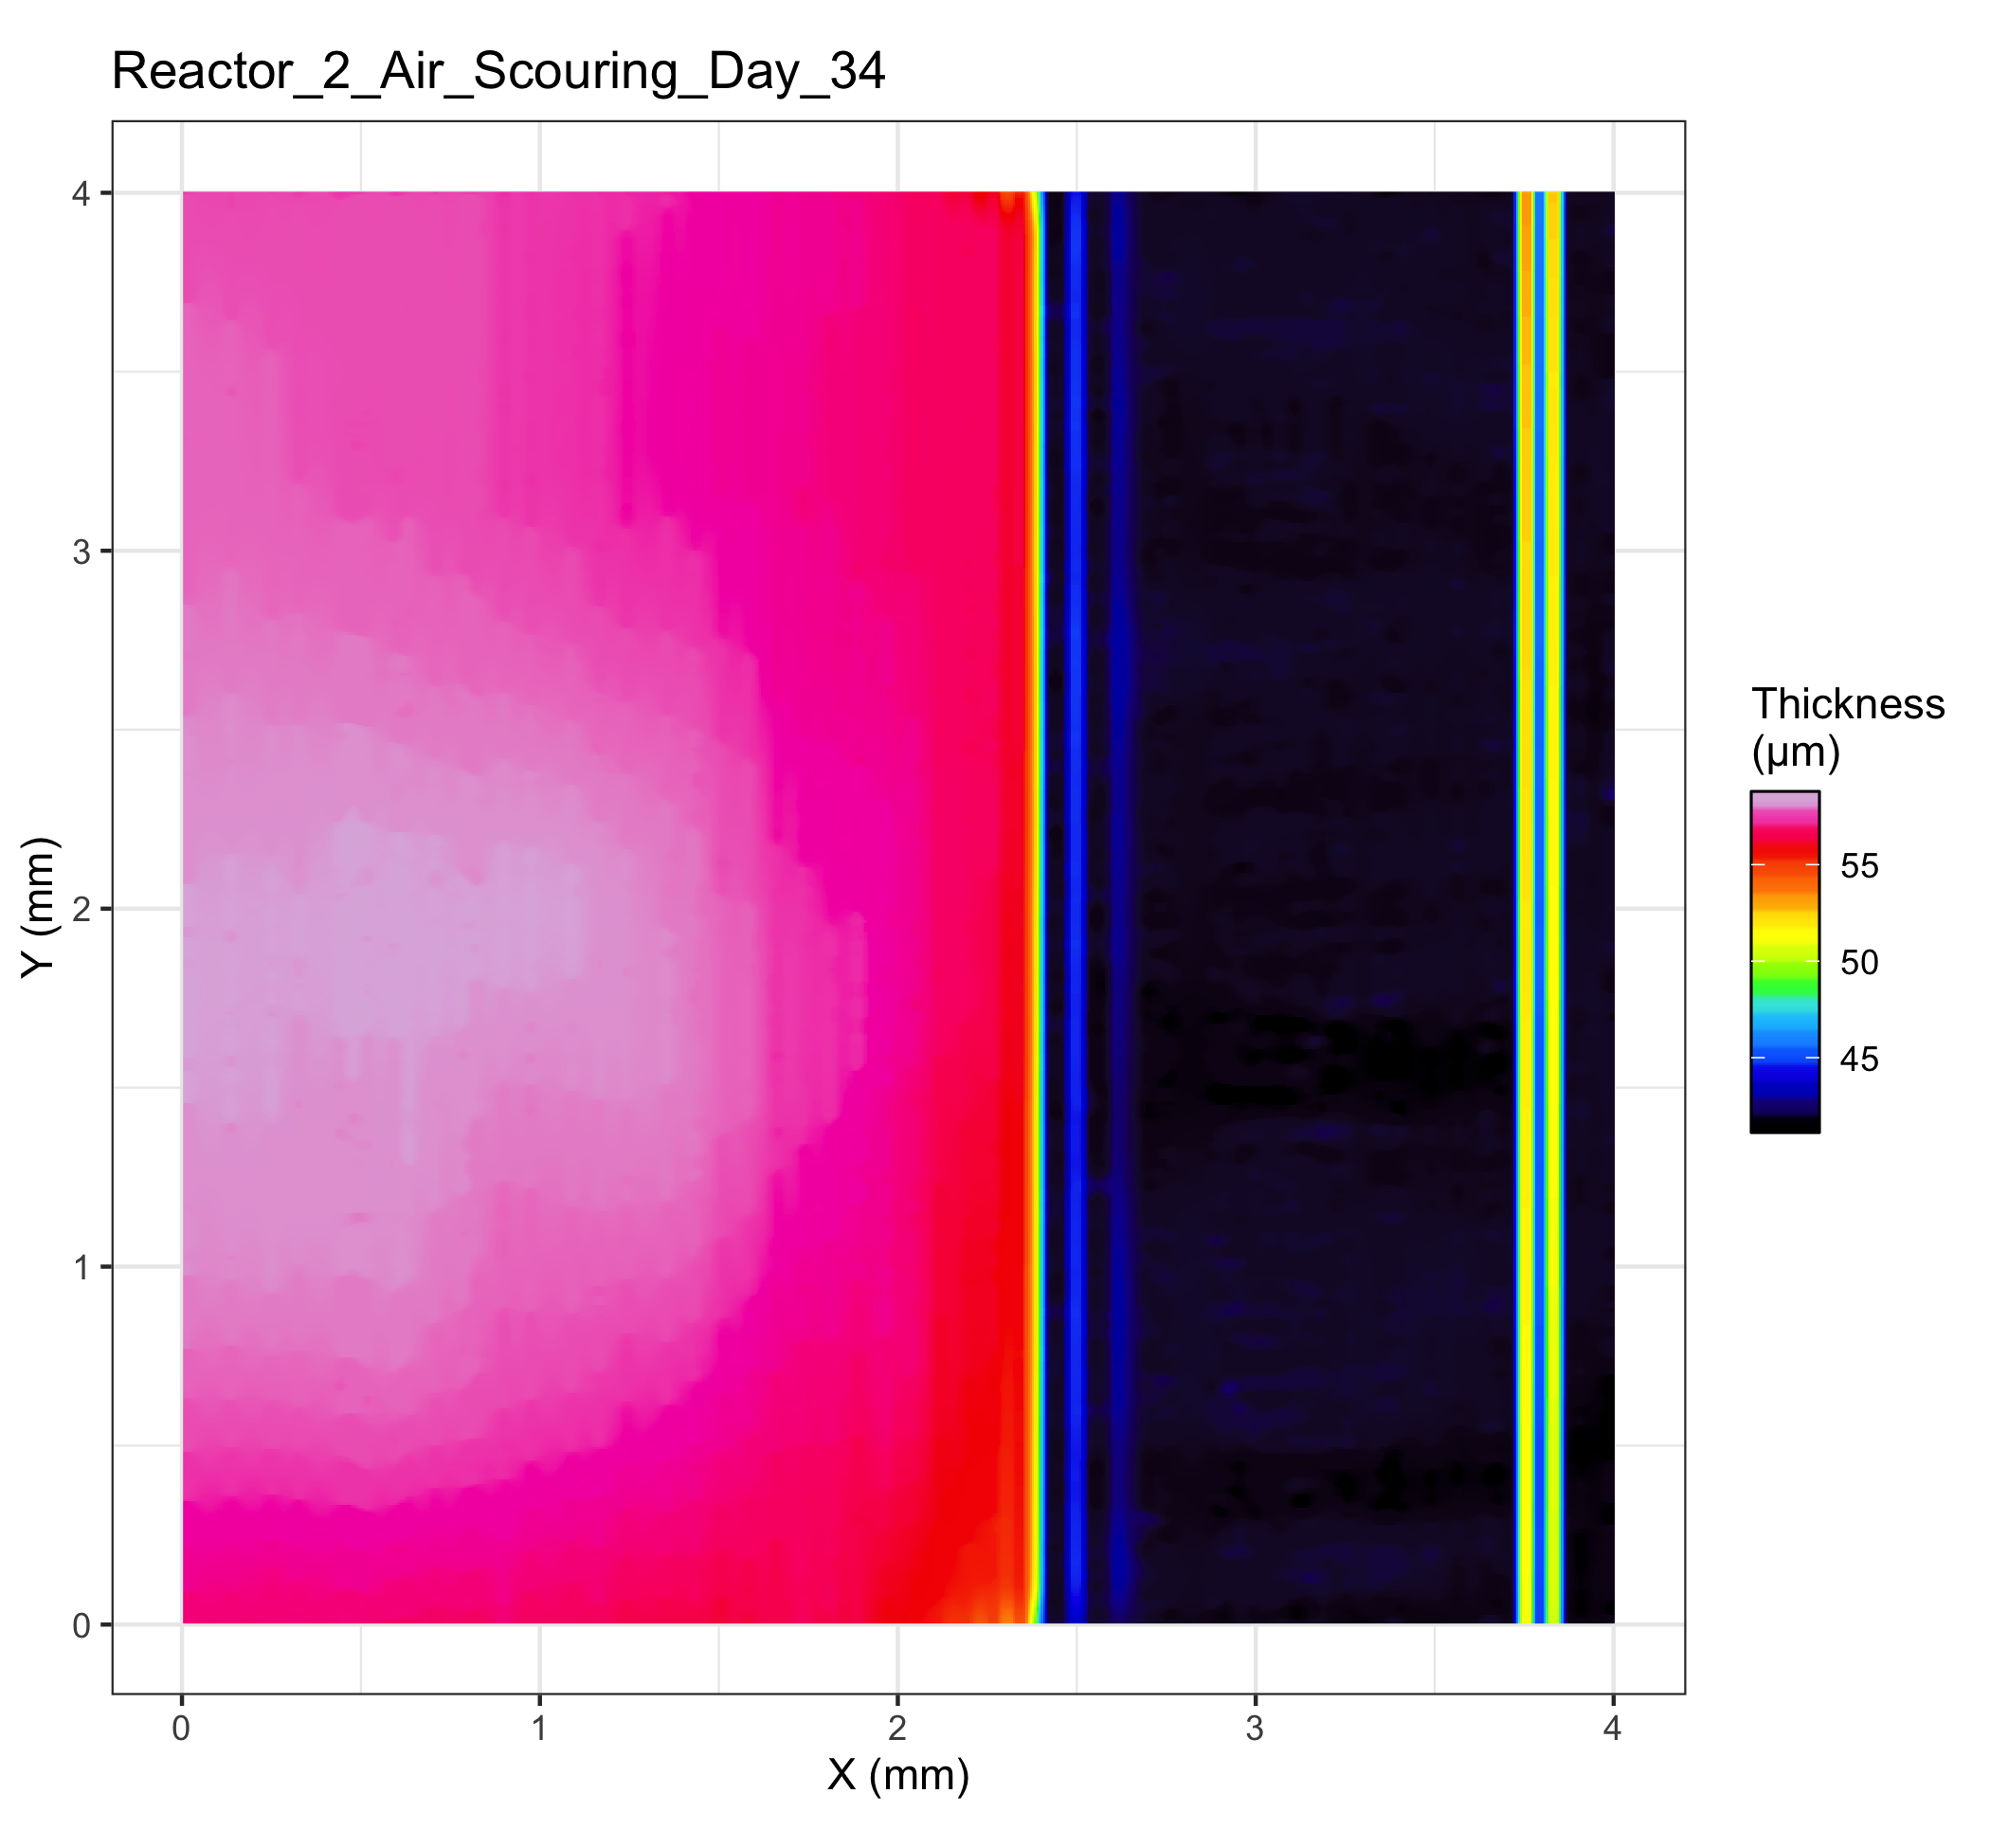 Reactor_2_Air_Scouring_Day_34
4
3
2
1
0
Y (mm)
0 1 2 3 4
X (mm)
Thickness
(μm)
55
50
45